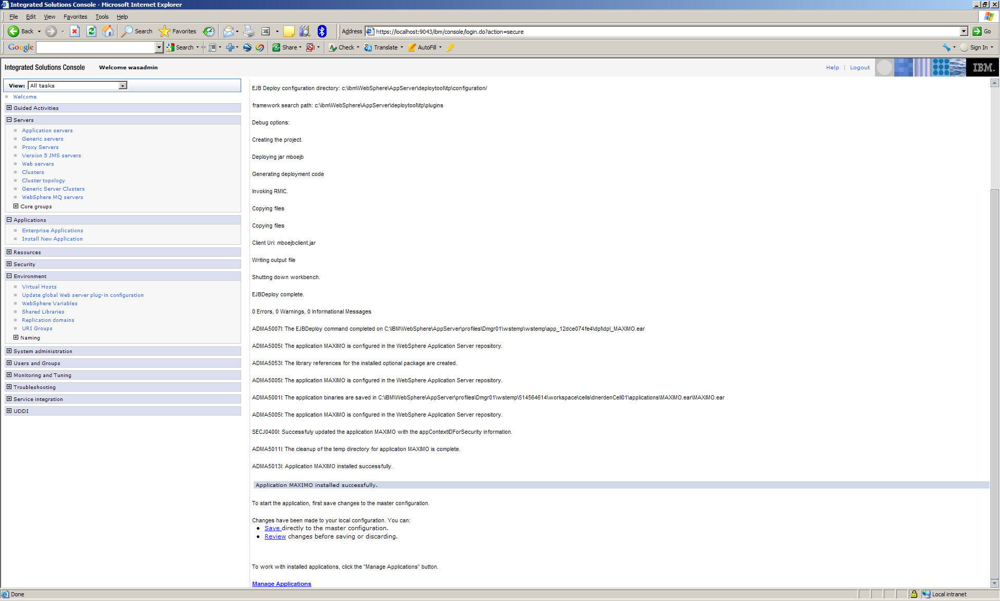 Integrated Solutions Console - Microsoft Internet Explorer
File Edit View Favorites Tools Help
Back Search Favorites Address https://localhost:9043/ibm/console/login.do?action=secure Go
Google Search Share Check Translate AutoFill Sign In
Integrated Solutions Console Welcome wasadmin Help | Logout IBM.
View: All tasks
Welcome
Guided Activities
Servers
Application servers
Generic servers
Proxy Servers
Version 5 JMS servers
Web servers
Clusters
Cluster topology
Generic Server Clusters
WebSphere MQ servers
Core groups
Applications
Enterprise Applications
Install New Application
Resources
Security
Environment
Virtual Hosts
Update global Web server plug-in configuration
WebSphere Variables
Shared Libraries
Replication domains
URI Groups
Naming
System administration
Users and Groups
Monitoring and Tuning
Troubleshooting
Service integration
UDDI
EJB Deploy configuration directory: c:\ibm\WebSphere\AppServer\deploytool\itp\configuration/
framework search path: c:\ibm\WebSphere\AppServer\deploytool\itp\plugins
Debug options:
Creating the project.
Deploying jar mboejb
Generating deployment code
Invoking RMIC.
Copying files
Copying files
Client Uri: mboejbclient.jar
Writing output file
Shutting down workbench.
EJBDeploy complete.
0 Errors, 0 Warnings, 0 Informational Messages
ADMA5007I: The EJBDeploy command completed on C:\IBM\WebSphere\AppServer\profiles\Dmgr01\wstemp\wstemp\app_12dce074fe4\dpl\dpl_MAXIMO.ear
ADMA5005I: The application MAXIMO is configured in the WebSphere Application Server repository.
ADMA5053I: The library references for the installed optional package are created.
ADMA5005I: The application MAXIMO is configured in the WebSphere Application Server repository.
ADMA5001I: The application binaries are saved in C:\IBM\WebSphere\AppServer\profiles\Dmgr01\wstemp\514564614\workspace\cells\dnerdenCell01\applications\MAXIMO.ear\MAXIMO.ear
ADMA5005I: The application MAXIMO is configured in the WebSphere Application Server repository.
SECJ0400I: Successfuly updated the application MAXIMO with the appContextIDForSecurity information.
ADMA5011I: The cleanup of the temp directory for application MAXIMO is complete.
ADMA5013I: Application MAXIMO installed successfully.
Application MAXIMO installed successfully.
To start the application, first save changes to the master configuration.
Changes have been made to your local configuration. You can:
Save directly to the master configuration.
Review changes before saving or discarding.
To work with installed applications, click the "Manage Applications" button.
Manage Applications
Done Local intranet